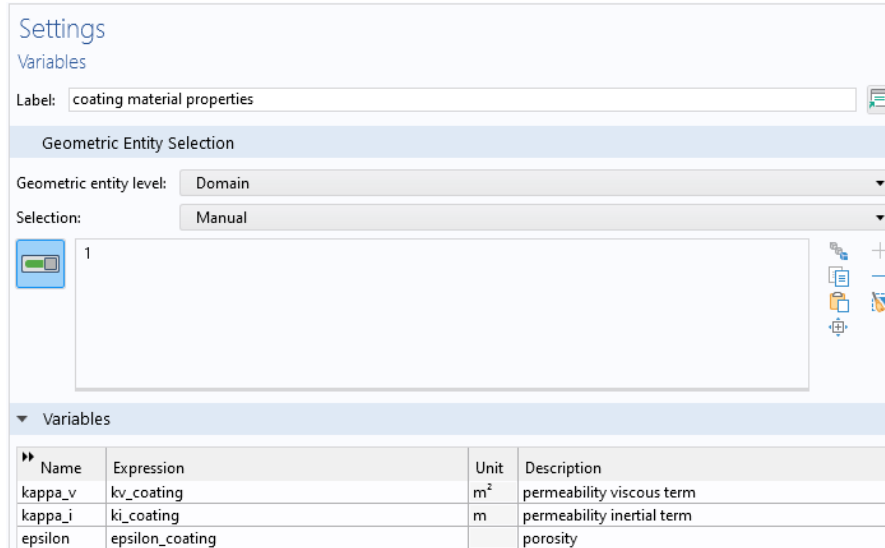 Settings
Variables
Label: coating material properties
Geometric Entity Selection
Geometric entity level: Domain
Selection: Manual
1
Variables
Name Expression Unit Description
kappa_v kv_coating m² permeability viscous term
kappa_i ki_coating m permeability inertial term
epsilon epsilon_coating porosity